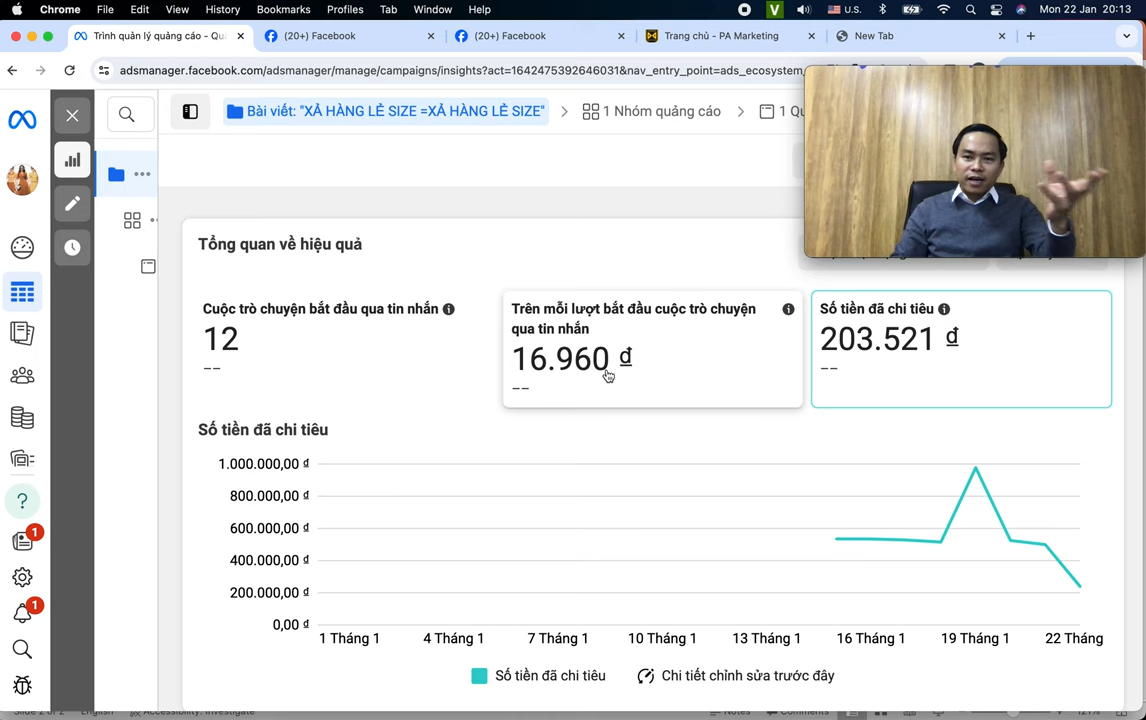 Chrome File Edit View History Bookmarks Profiles Tab Window Help V U.S. Mon 22 Jan 20:13
Trình quản lý quảng cáo - Qu
(20+) Facebook
(20+) Facebook
Trang chủ - PA Marketing
New Tab
adsmanager.facebook.com/adsmanager/manage/campaigns/insights?act=1642475392646031&nav_entry_point=ads_ecosystem_
Bài viết: "XẢ HÀNG LẺ SIZE =XẢ HÀNG LẺ SIZE"
1 Nhóm quảng cáo
1 Qu
Tổng quan về hiệu quả
Cuộc trò chuyện bắt đầu qua tin nhắn
12
--
Trên mỗi lượt bắt đầu cuộc trò chuyện
qua tin nhắn
16.960 ₫
--
Số tiền đã chi tiêu
203.521 ₫
--
Số tiền đã chi tiêu
1.000.000,00 ₫
800.000,00 ₫
600.000,00 ₫
400.000,00 ₫
200.000,00 ₫
0,00 ₫
1 Tháng 1 4 Tháng 1 7 Tháng 1 10 Tháng 1 13 Tháng 1 16 Tháng 1 19 Tháng 1 22 Tháng
Số tiền đã chi tiêu
Chi tiết chỉnh sửa trước đây
1
1